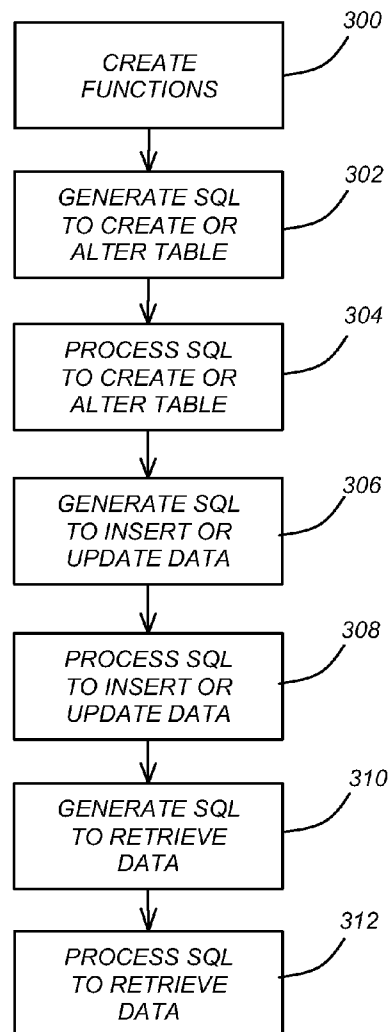 300
CREATE
FUNCTIONS
302
GENERATE SQL
TO CREATE OR
ALTER TABLE
304
PROCESS SQL
TO CREATE OR
ALTER TABLE
306
GENERATE SQL
TO INSERT OR
UPDATE DATA
308
PROCESS SQL
TO INSERT OR
UPDATE DATA
310
GENERATE SQL
TO RETRIEVE
DATA
312
PROCESS SQL
TO RETRIEVE
DATA